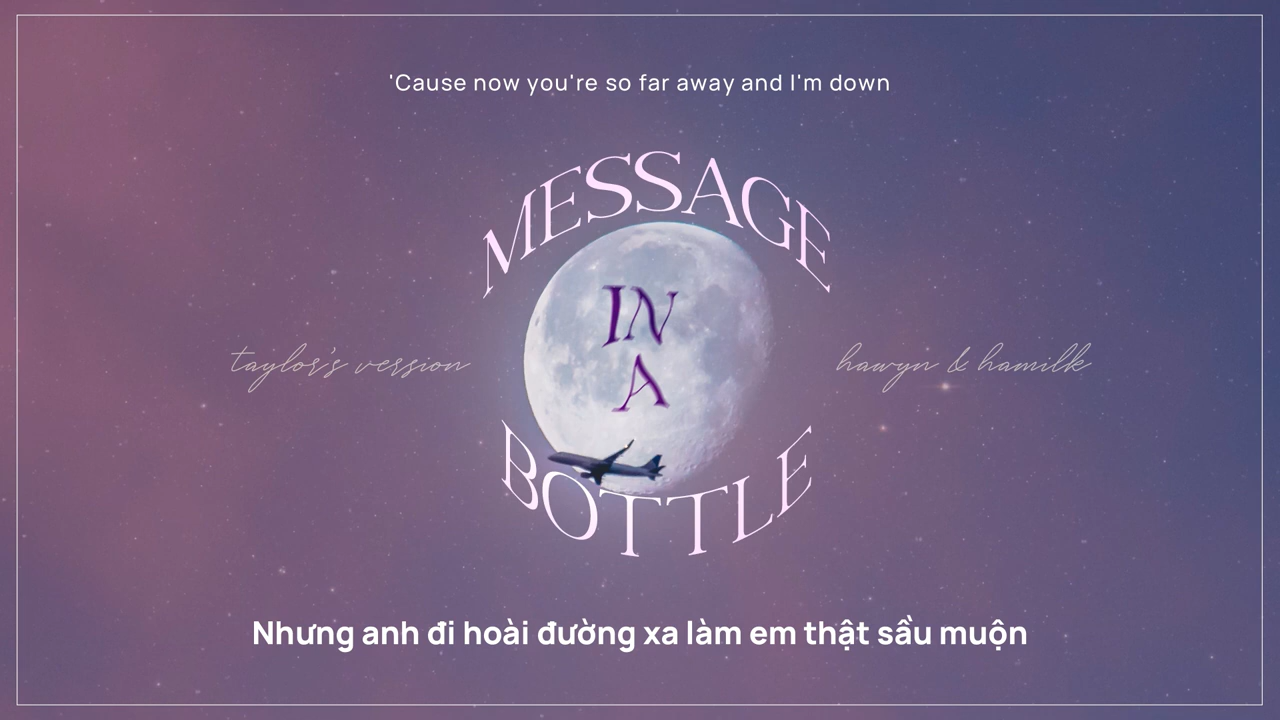 'Cause now you're so far away and I'm down
MESSAGE
IN
A
taylor's version
hawyn & hamilk
BOTTLE
Nhưng anh đi hoài đường xa làm em thật sầu muộn